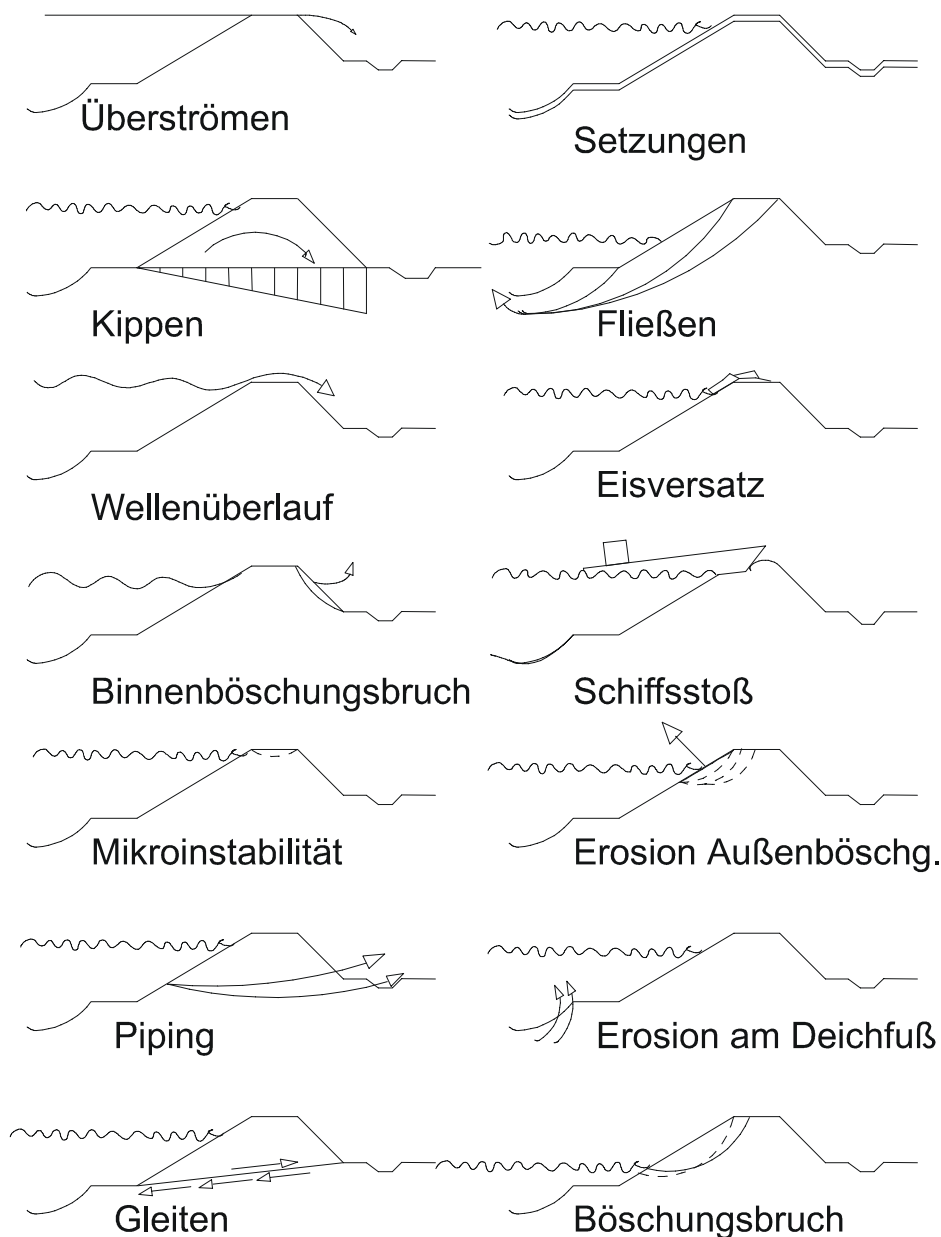 Überströmen
Setzungen
Kippen
Fließen
Wellenüberlauf
Eisversatz
Binnenböschungsbruch
Schiffsstoß
Mikroinstabilität
Erosion Außenböschg.
Piping
Erosion am Deichfuß
Gleiten
Böschungsbruch